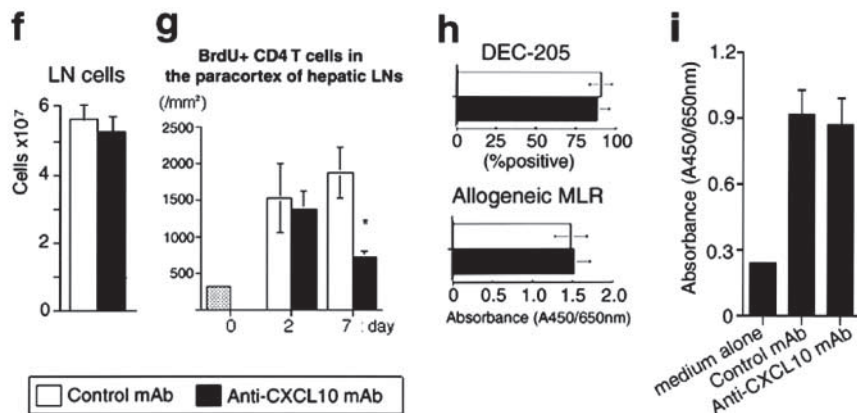 f
LN cells
Cells x10⁷
6
4
2
0
g
BrdU+ CD4 T cells in
the paracortex of hepatic LNs
(/mm²)
2500
2000
1500
1000
500
*
0 2 7 : day
h
DEC-205
0 25 50 75 100
(%positive)
Allogeneic MLR
0 0.5 1.0 1.5 2.0
Absorbance (A450/650nm)
i
Absorbance (A450/650nm)
1.2
0.9
0.6
0.3
0
medium alone
Control mAb
Anti-CXCL10 mAb
Control mAb Anti-CXCL10 mAb